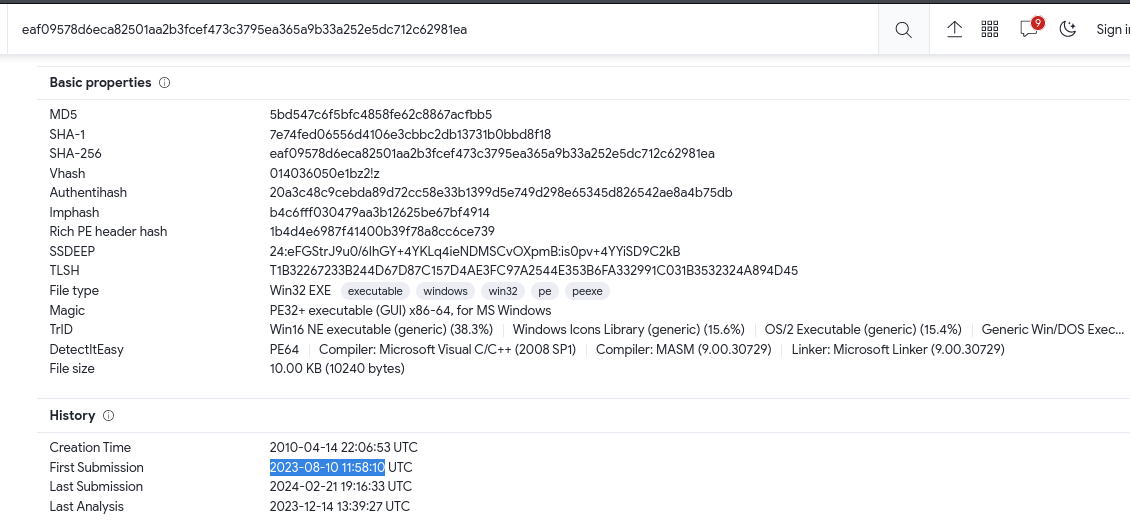 eaf09578d6eca82501aa2b3fcef473c3795ea365a9b33a252e5dc712c62981ea 9 Sign in
Basic properties
MD5 5bd547c6f5bfc4858fe62c8867acfbb5
SHA-1 7e74fed06556d4106e3cbbc2db13731b0bbd8f18
SHA-256 eaf09578d6eca82501aa2b3fcef473c3795ea365a9b33a252e5dc712c62981ea
Vhash 014036050e1bz2!z
Authentihash 20a3c48c9cebda89d72cc58e33b1399d5e749d298e65345d826542ae8a4b75db
Imphash b4c6fff030479aa3b12625be67bf4914
Rich PE header hash 1b4d4e6987f41400b39f78a8cc6ce739
SSDEEP 24:eFGStrJ9u0/6lhGY+4YKLq4ieNDMSCvOXpmB:is0pv+4YYiSD9C2kB
TLSH T1B32267233B244D67D87C157D4AE3FC97A2544E353B6FA332991C031B3532324A894D45
File type Win32 EXE executable windows win32 pe peexe
Magic PE32+ executable (GUI) x86-64, for MS Windows
TrID Win16 NE executable (generic) (38.3%) Windows Icons Library (generic) (15.6%) OS/2 Executable (generic) (15.4%) Generic Win/DOS Exec...
DetectItEasy PE64 Compiler: Microsoft Visual C/C++ (2008 SP1) Compiler: MASM (9.00.30729) Linker: Microsoft Linker (9.00.30729)
File size 10.00 KB (10240 bytes)
History
Creation Time 2010-04-14 22:06:53 UTC
First Submission 2023-08-10 11:58:10 UTC
Last Submission 2024-02-21 19:16:33 UTC
Last Analysis 2023-12-14 13:39:27 UTC